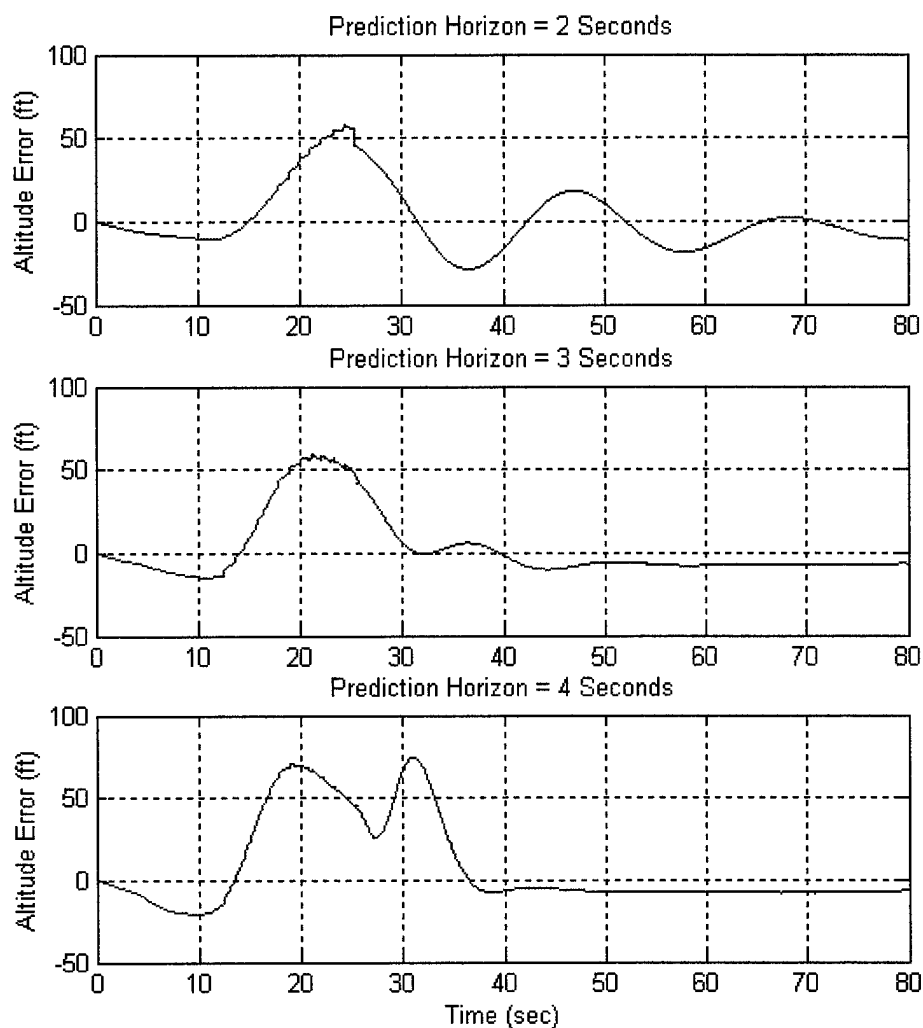 Prediction Horizon = 2 Seconds
100
50
0
-50
Altitude Error (ft)
0 10 20 30 40 50 60 70 80
Prediction Horizon = 3 Seconds
100
50
0
-50
Altitude Error (ft)
0 10 20 30 40 50 60 70 80
Prediction Horizon = 4 Seconds
100
50
0
-50
Altitude Error (ft)
0 10 20 30 40 50 60 70 80
Time (sec)